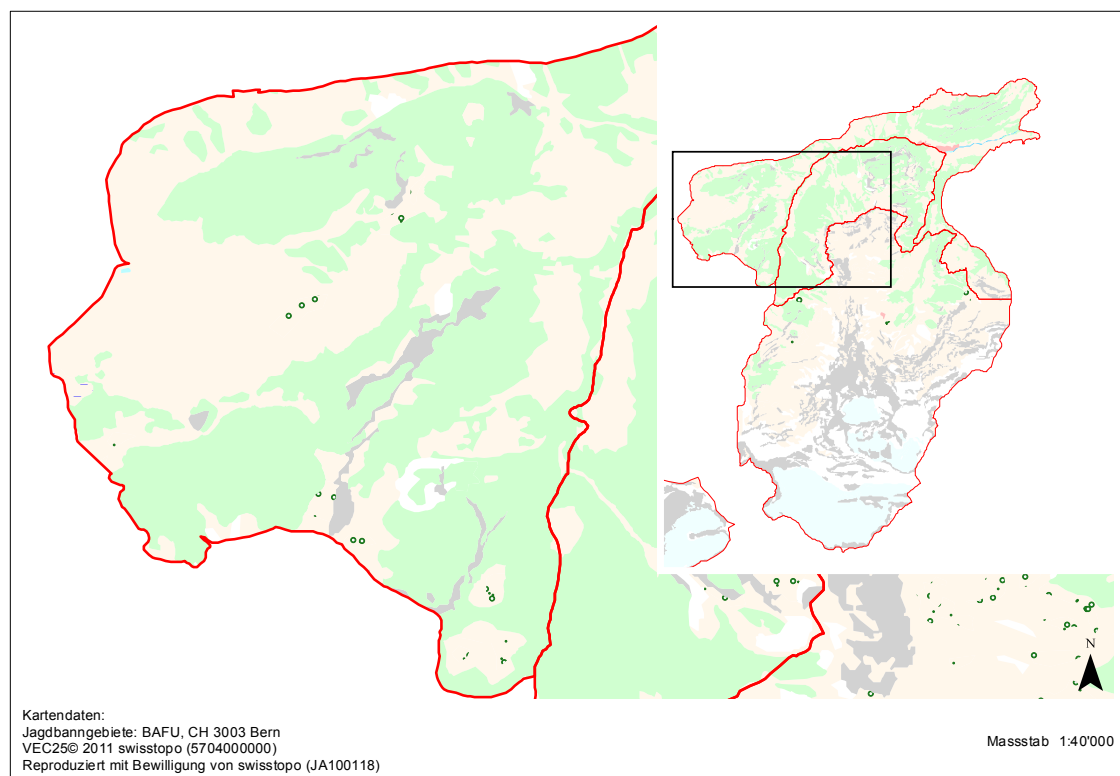 N
Kartendaten:
Jagdbanngebiete: BAFU, CH 3003 Bern
VEC25© 2011 swisstopo (5704000000)
Reproduziert mit Bewilligung von swisstopo (JA100118)
Massstab 1:40'000